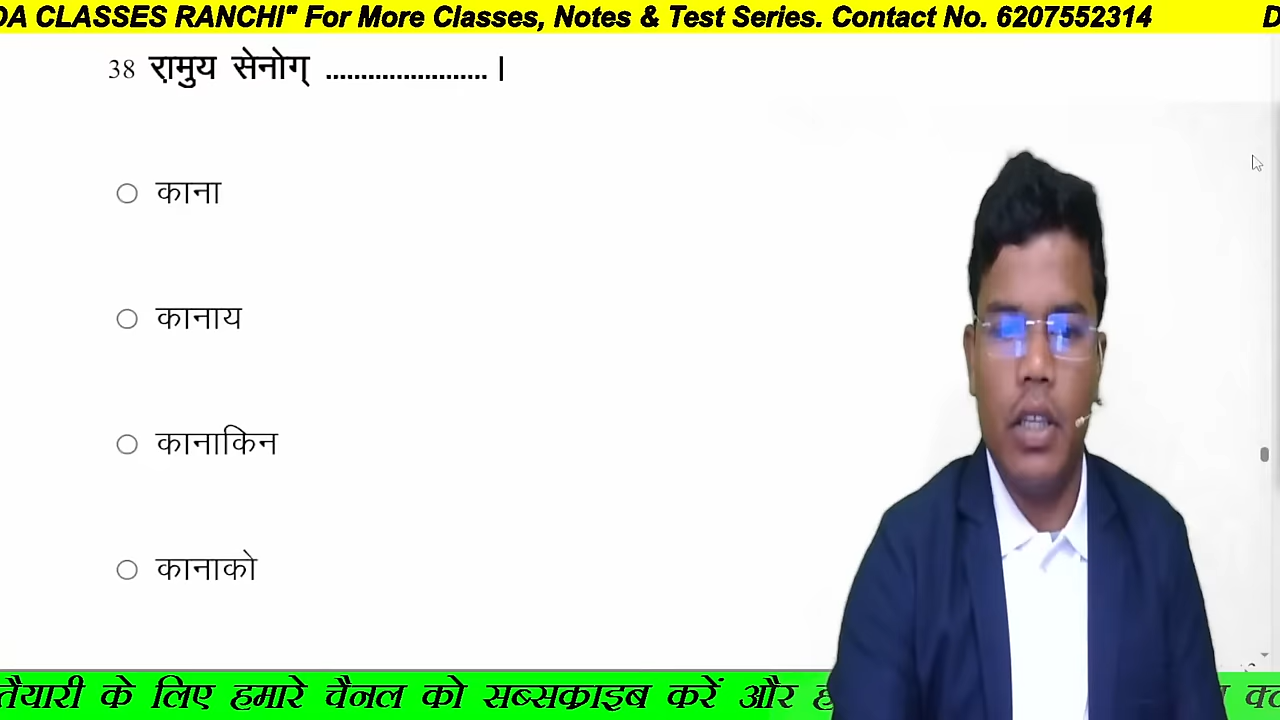 DA CLASSES RANCHI" For More Classes, Notes & Test Series. Contact No. 6207552314
38 रा़मुय सेनोग् ....................... |
काना
कानाय
कानाकिन
कानाको
तैयारी के लिए हमारे चैनल को सब्सक्राइब करें और